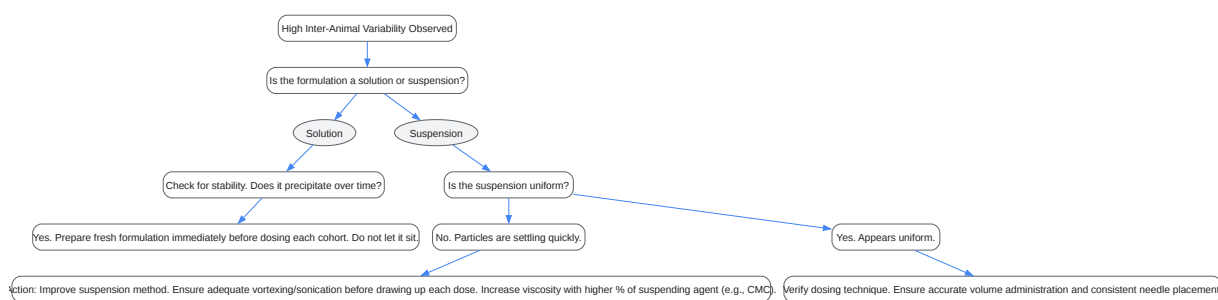 High Inter-Animal Variability Observed
Is the formulation a solution or suspension?
Solution
Suspension
Check for stability. Does it precipitate over time?
Is the suspension uniform?
Yes. Prepare fresh formulation immediately before dosing each cohort. Do not let it sit.
No. Particles are settling quickly.
Yes. Appears uniform.
Action: Improve suspension method. Ensure adequate vortexing/sonication before drawing up each dose. Increase viscosity with higher % of suspending agent (e.g., CMC).
Verify dosing technique. Ensure accurate volume administration and consistent needle placement